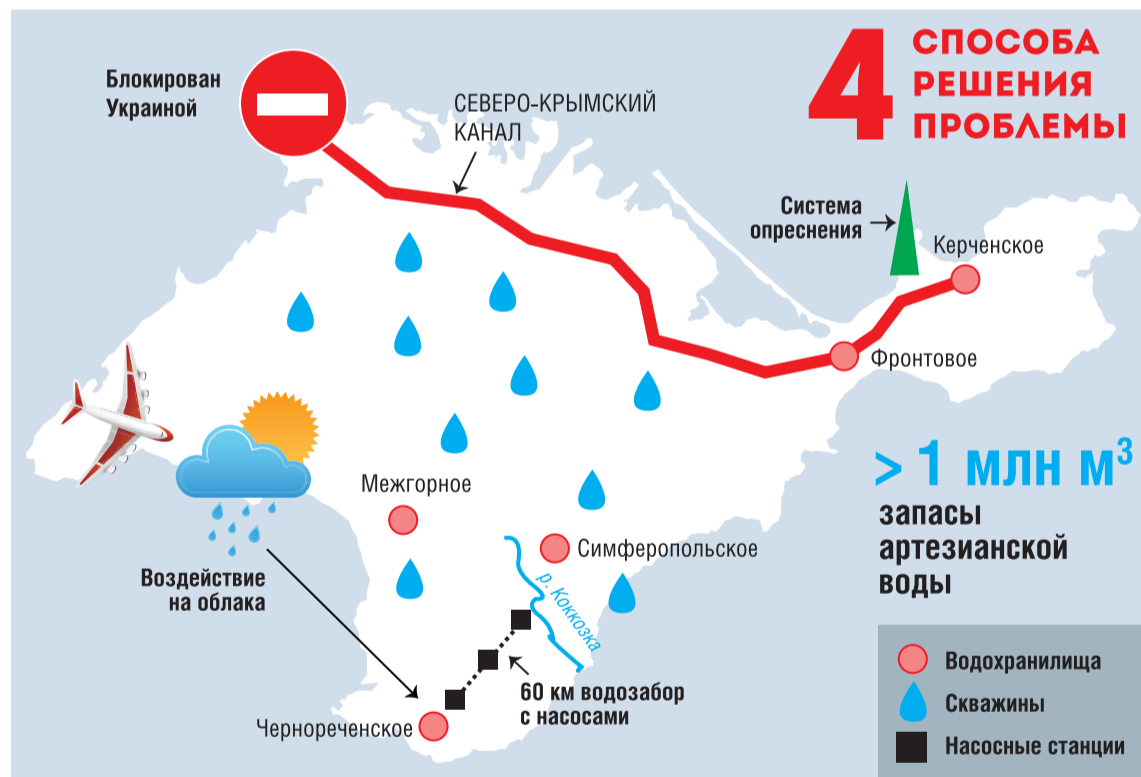 4 СПОСОБА
РЕШЕНИЯ
ПРОБЛЕМЫ
Блокирован
Украиной
СЕВЕРО-КРЫМСКИЙ
КАНАЛ
Система
опреснения
Керченское
Фронтовое
> 1 млн м³
запасы
артезианской
воды
Межгорное
Симферопольское
р. Коккозка
Воздействие
на облака
60 км водозабор
с насосами
Чернореченское
Водохранилища
Скважины
Насосные станции